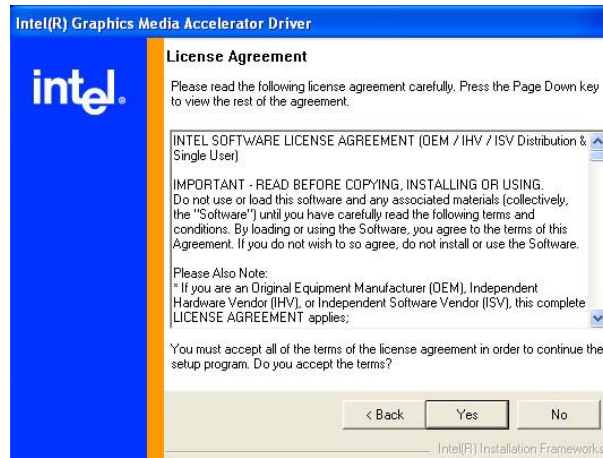 Intel(R) Graphics Media Accelerator Driver
intel.
License Agreement
Please read the following license agreement carefully. Press the Page Down key
to view the rest of the agreement.
INTEL SOFTWARE LICENSE AGREEMENT (OEM / IHV / ISV Distribution &
Single User)
IMPORTANT - READ BEFORE COPYING, INSTALLING OR USING.
Do not use or load this software and any associated materials (collectively,
the "Software") until you have carefully read the following terms and
conditions. By loading or using the Software, you agree to the terms of this
Agreement. If you do not wish to so agree, do not install or use the Software.
Please Also Note:
* If you are an Original Equipment Manufacturer (OEM), Independent
Hardware Vendor (IHV), or Independent Software Vendor (ISV), this complete
LICENSE AGREEMENT applies;
You must accept all of the terms of the license agreement in order to continue the
setup program. Do you accept the terms?
< Back Yes No
Intel(R) Installation Frameworks